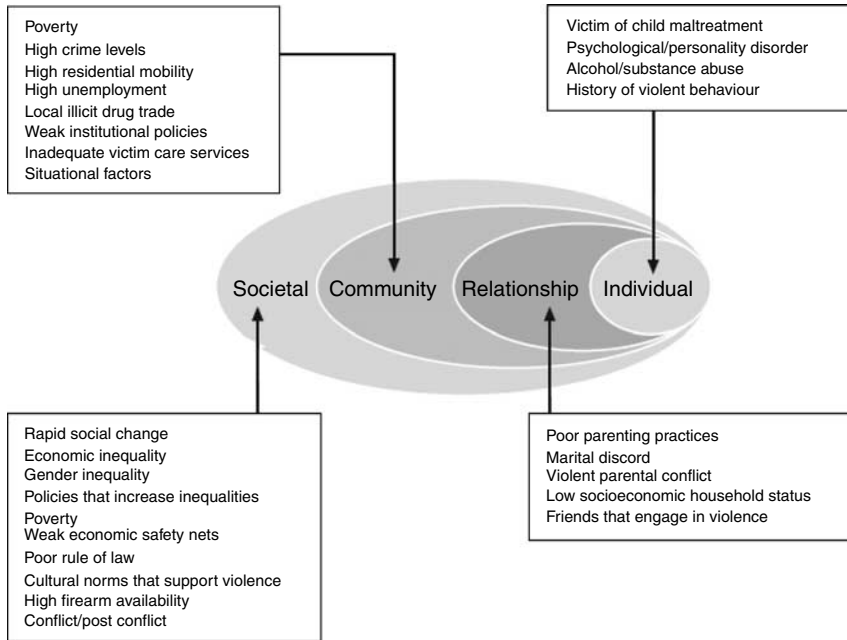 Poverty
High crime levels
High residential mobility
High unemployment
Local illicit drug trade
Weak institutional policies
Inadequate victim care services
Situational factors
Victim of child maltreatment
Psychological/personality disorder
Alcohol/substance abuse
History of violent behaviour
Societal Community Relationship Individual
Rapid social change
Economic inequality
Gender inequality
Policies that increase inequalities
Poverty
Weak economic safety nets
Poor rule of law
Cultural norms that support violence
High firearm availability
Conflict/post conflict
Poor parenting practices
Marital discord
Violent parental conflict
Low socioeconomic household status
Friends that engage in violence